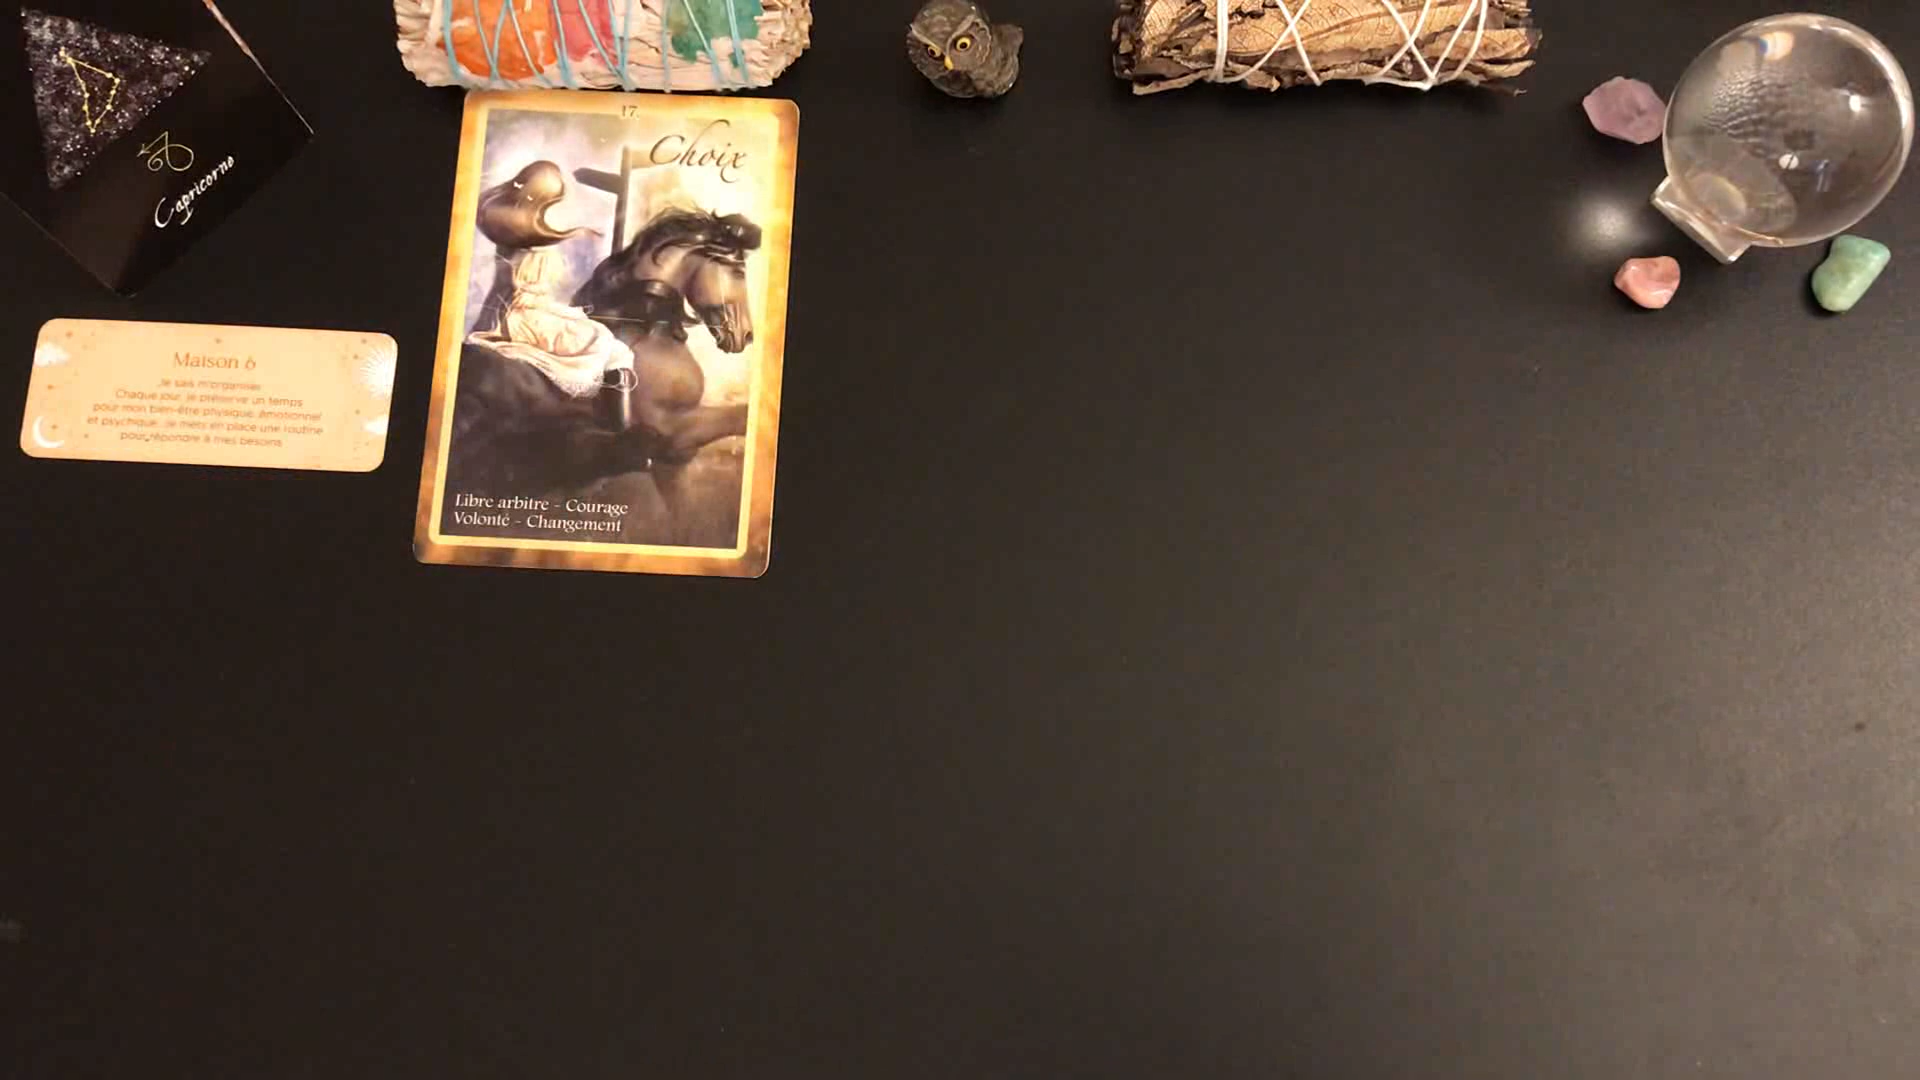 Capricorne
Maison 6
Je sais m'organiser.
Chaque jour, je préserve un temps
pour mon bien-être physique, émotionnel
et psychique. Je mets en place une routine
pour répondre à mes besoins.
17.
Choix
Libre arbitre - Courage
Volonté - Changement